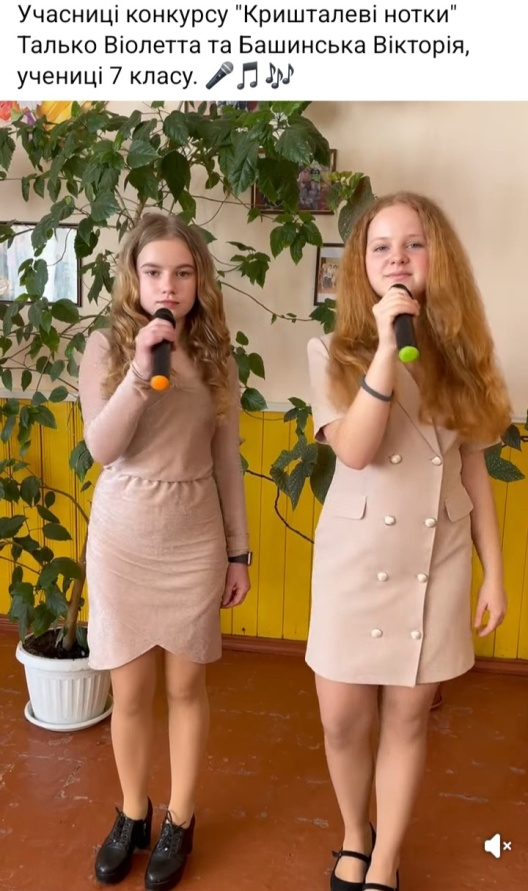 Учасниці конкурсу "Кришталеві нотки"
Талько Віолетта та Башинська Вікторія,
учениці 7 класу. 🎤🎵🎶